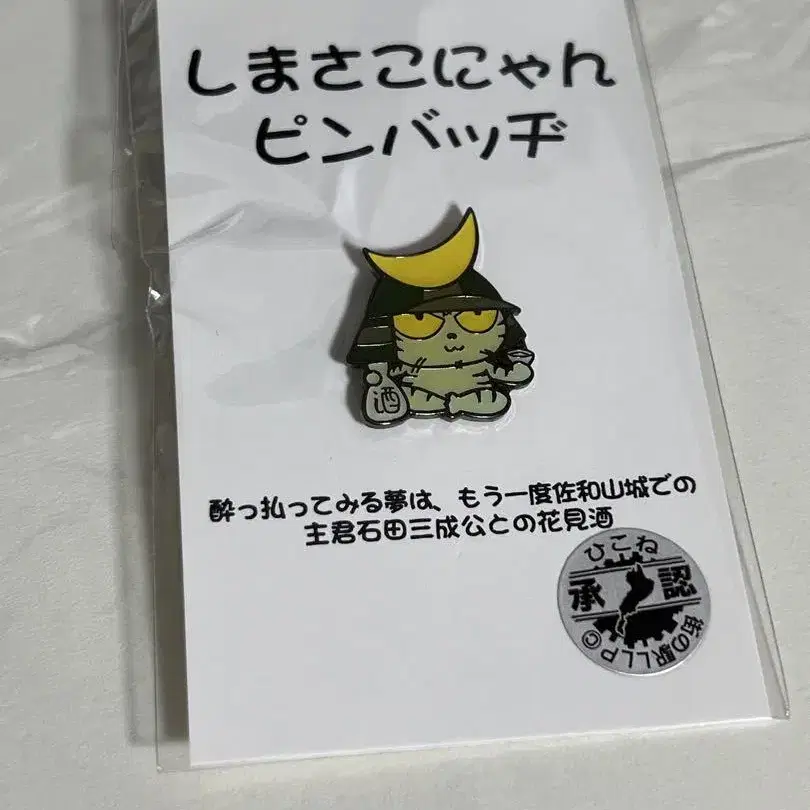 しまさこにゃん
ピンバッヂ
酒
酔っ払ってみる夢は、もう一度佐和山城での
主君石田三成公との花見酒
ひこね
承認
街の駅LLP©